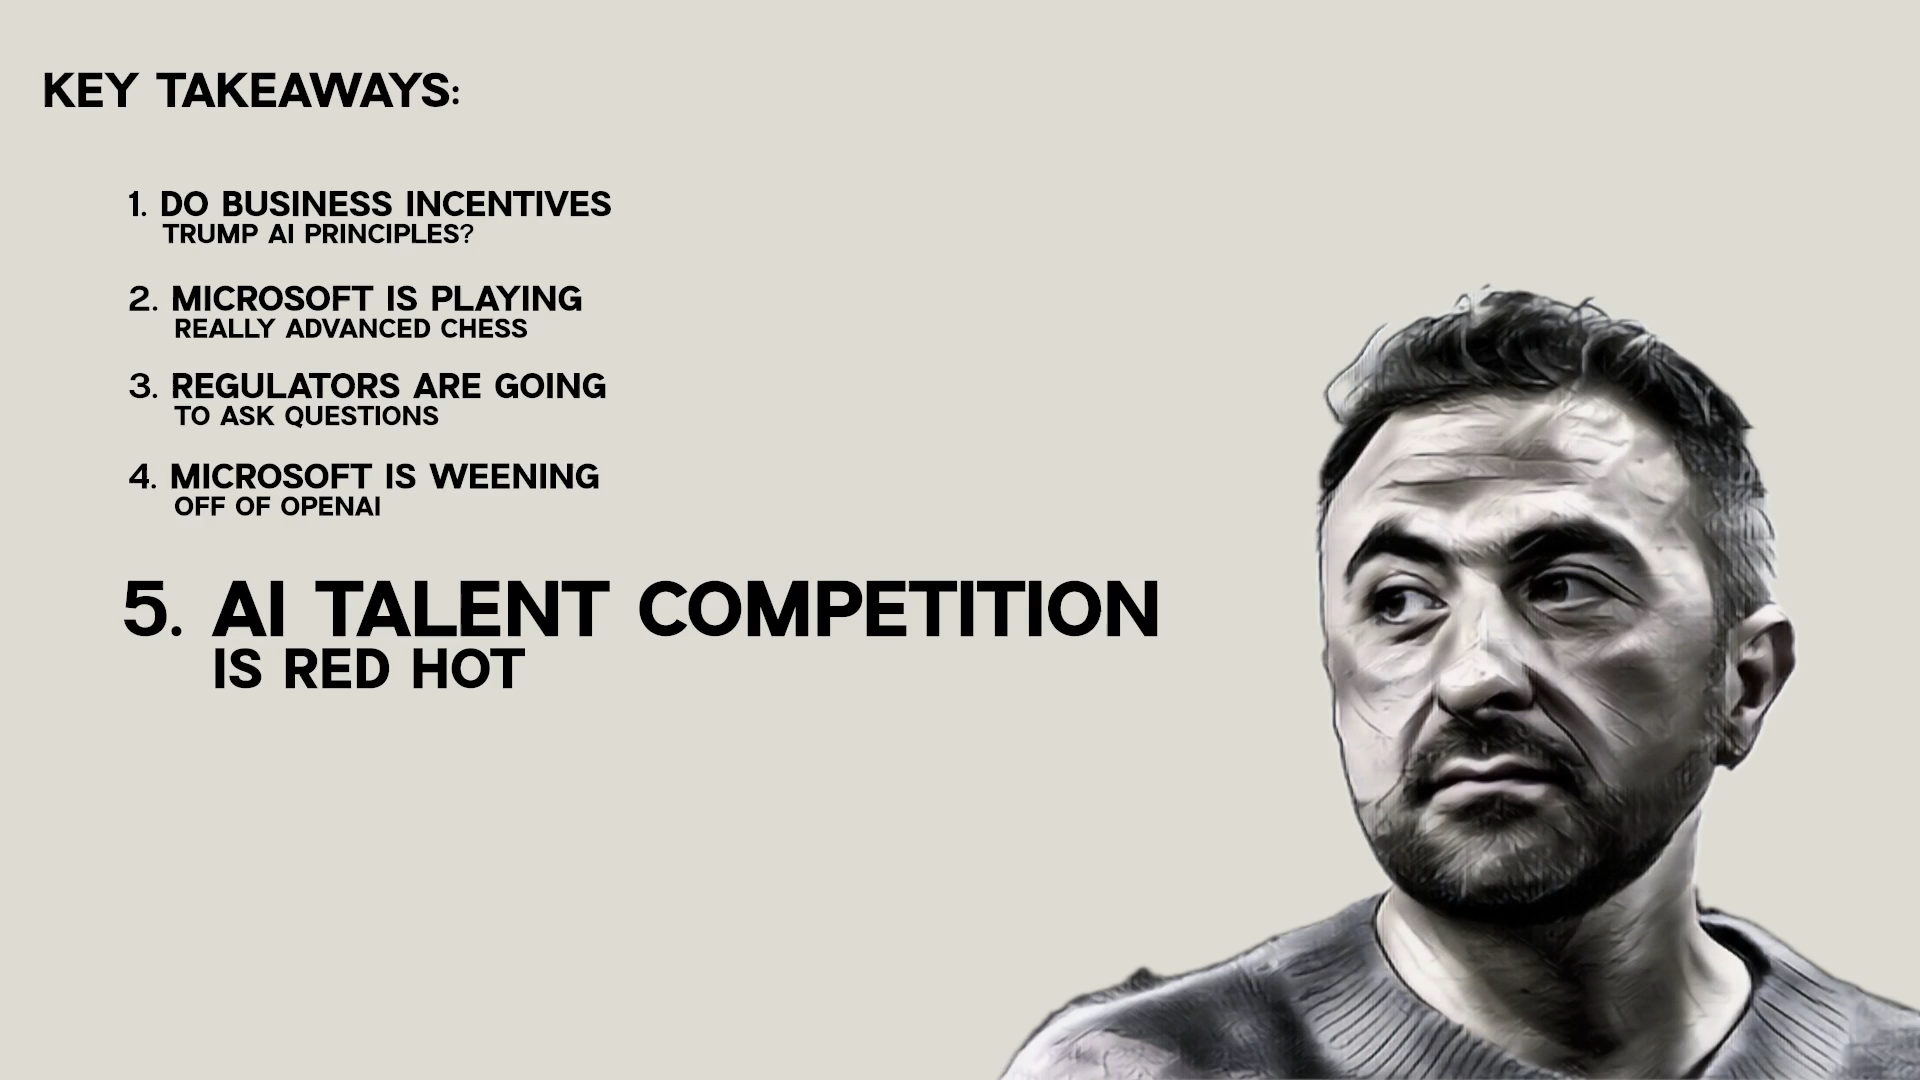 KEY TAKEAWAYS:
1. DO BUSINESS INCENTIVES
TRUMP AI PRINCIPLES?
2. MICROSOFT IS PLAYING
REALLY ADVANCED CHESS
3. REGULATORS ARE GOING
TO ASK QUESTIONS
4. MICROSOFT IS WEENING
OFF OF OPENAI
5. AI TALENT COMPETITION
IS RED HOT